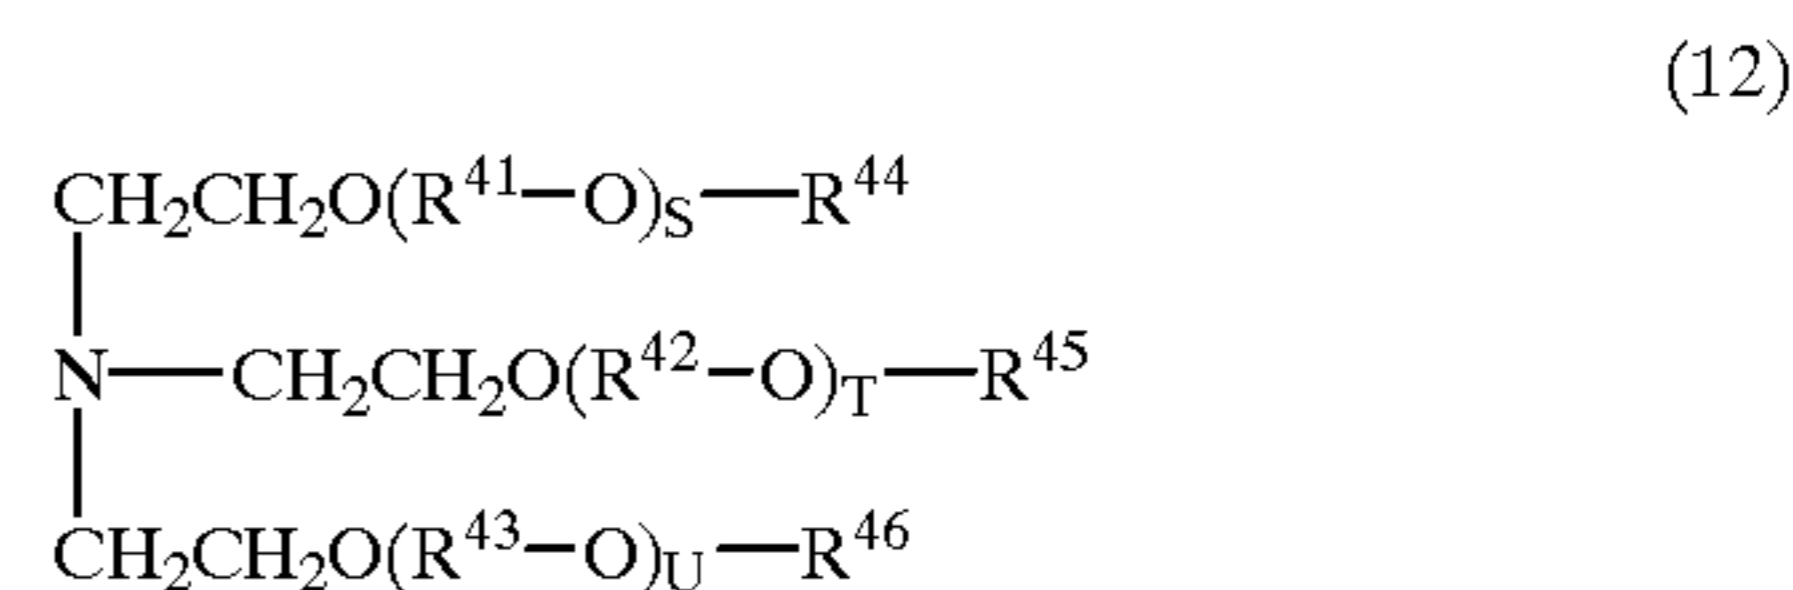 (12)
CH₂CH₂O(R⁴¹—O)S—R⁴⁴
N—CH₂CH₂O(R⁴²—O)T—R⁴⁵
CH₂CH₂O(R⁴³—O)U—R⁴⁶